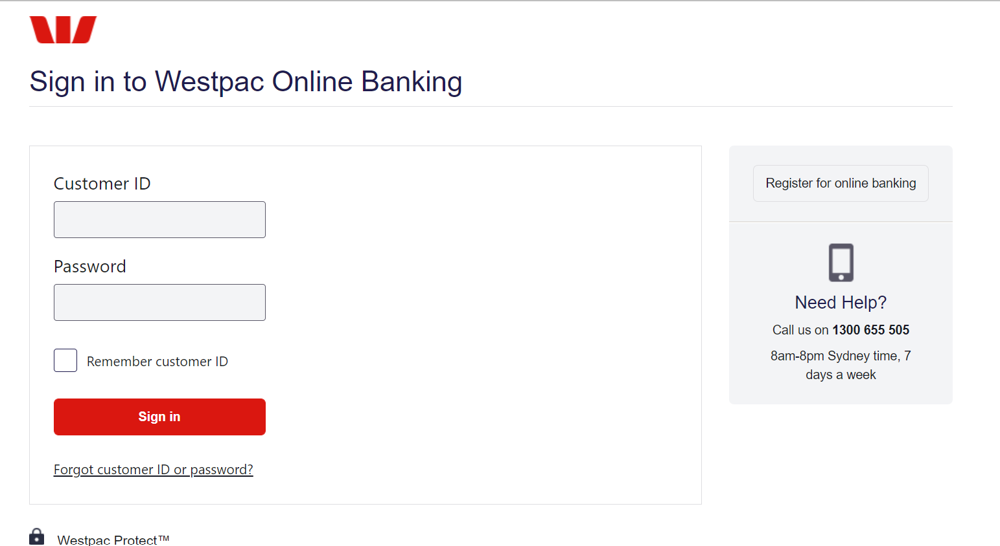 Sign in to Westpac Online Banking
Customer ID
Password
Remember customer ID
Sign in
Forgot customer ID or password?
Register for online banking
Need Help?
Call us on 1300 655 505
8am-8pm Sydney time, 7
days a week
Westpac Protect™